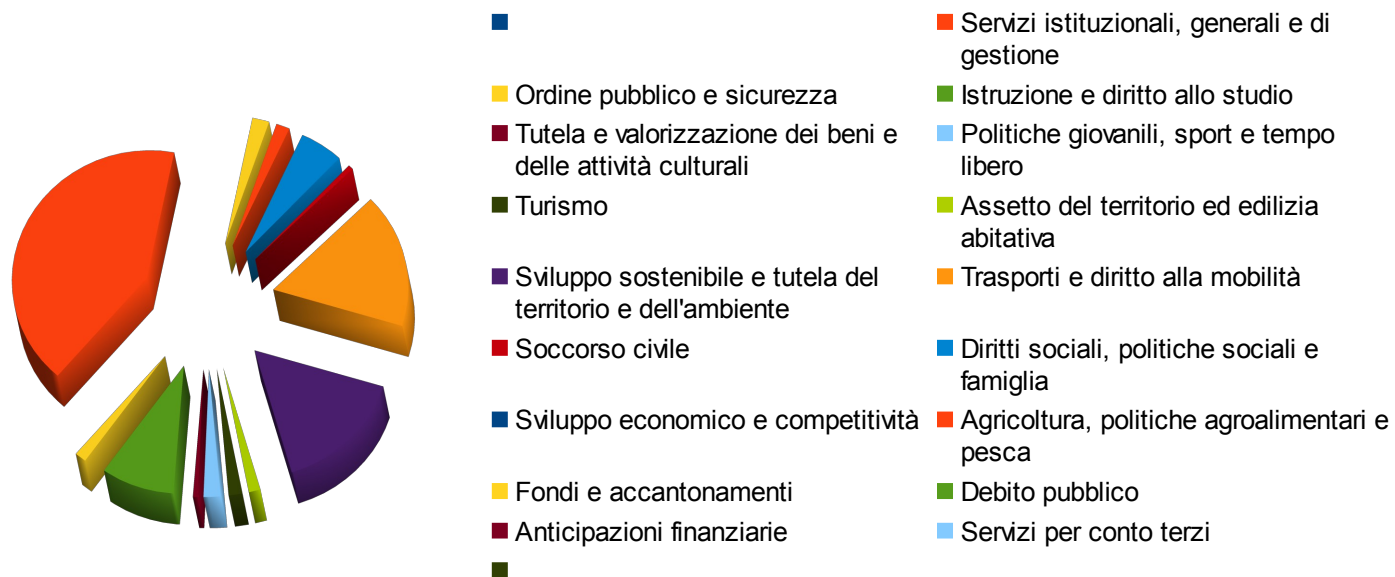 Servizi istituzionali, generali e di
gestione
Ordine pubblico e sicurezza
Istruzione e diritto allo studio
Tutela e valorizzazione dei beni e
delle attività culturali
Politiche giovanili, sport e tempo
libero
Turismo
Assetto del territorio ed edilizia
abitativa
Sviluppo sostenibile e tutela del
territorio e dell'ambiente
Trasporti e diritto alla mobilità
Soccorso civile
Diritti sociali, politiche sociali e
famiglia
Sviluppo economico e competitività
Agricoltura, politiche agroalimentari e
pesca
Fondi e accantonamenti
Debito pubblico
Anticipazioni finanziarie
Servizi per conto terzi